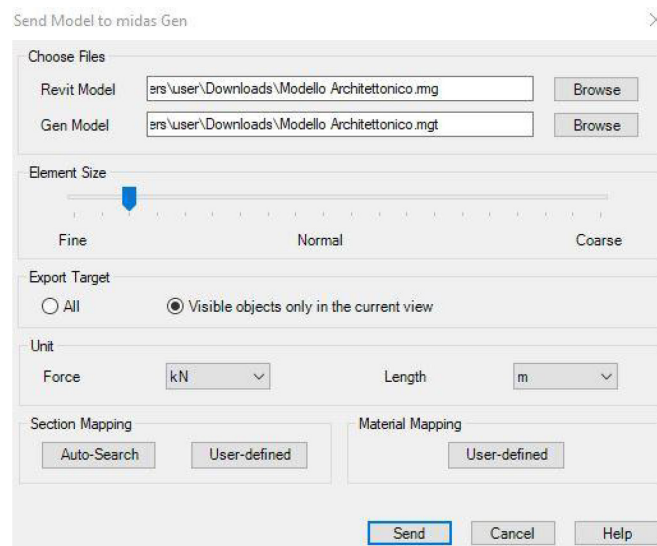 Send Model to midas Gen
Choose Files
Revit Model ers\user\Downloads\Modello Architettonico.rmg Browse
Gen Model ers\user\Downloads\Modello Architettonico.mgt Browse
Element Size
Fine Normal Coarse
Export Target
All Visible objects only in the current view
Unit
Force kN Length m
Section Mapping Material Mapping
Auto-Search User-defined User-defined
Send Cancel Help